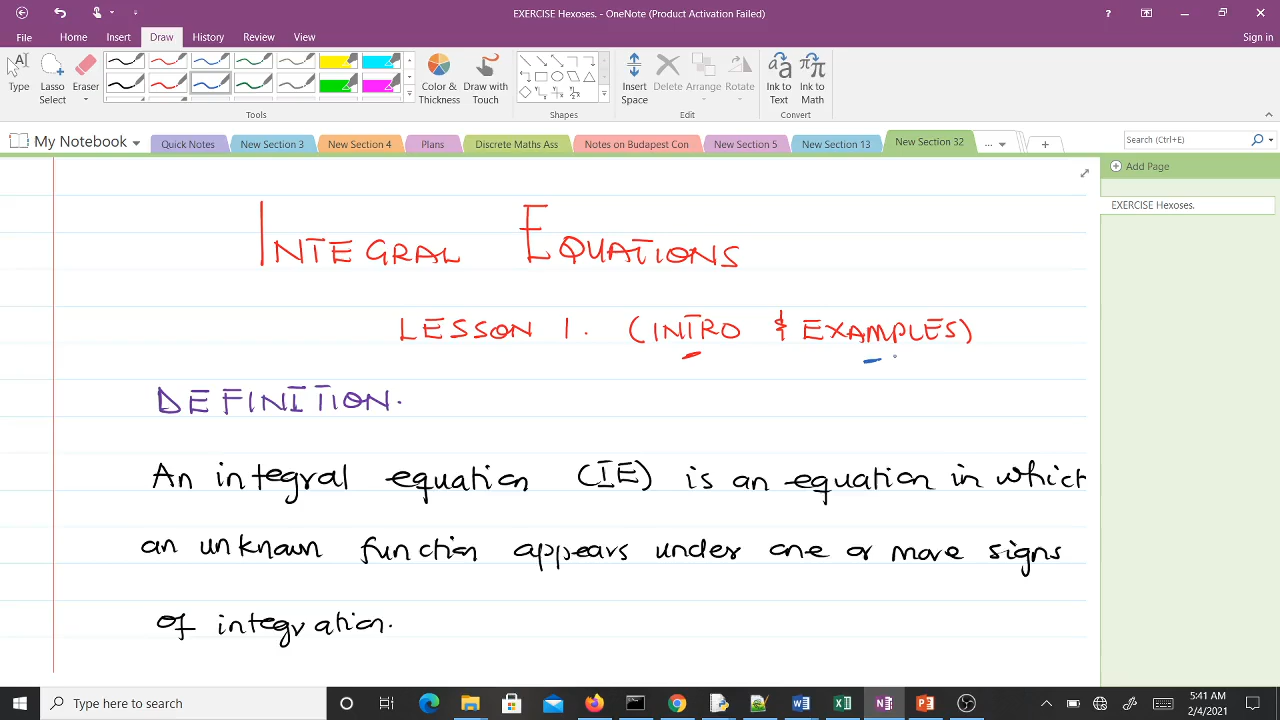 EXERCISE Hexoses. - OneNote (Product Activation Failed)
File Home Insert Draw History Review View Sign in
Type Lasso Select Eraser Color & Thickness Draw with Touch Insert Space Delete Arrange Rotate Ink to Text Ink to Math
Tools Shapes Edit Convert
My Notebook Quick Notes New Section 3 New Section 4 Plans Discrete Maths Ass Notes on Budapest Con New Section 5 New Section 13 New Section 32 ... Search (Ctrl+E)
Add Page
EXERCISE Hexoses.
INTEGRAL EQUATIONS
LESSON 1. (INTRO & EXAMPLES)
DEFINITION.
An integral equation (IE) is an equation in which
an unknown function appears under one or more signs
of integration.
Type here to search
5:41 AM
2/4/2021